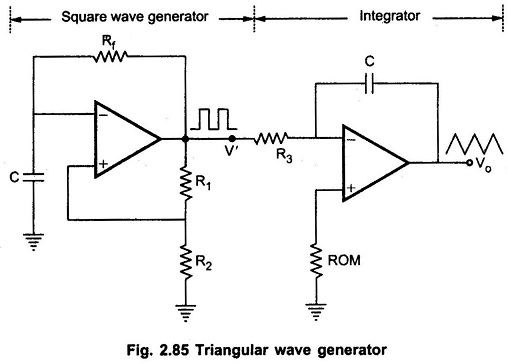 Square wave generator
Integrator
Rf
C
−
+
R1
R2
V'
R3
C
−
+
ROM
Vo
Fig. 2.85 Triangular wave generator